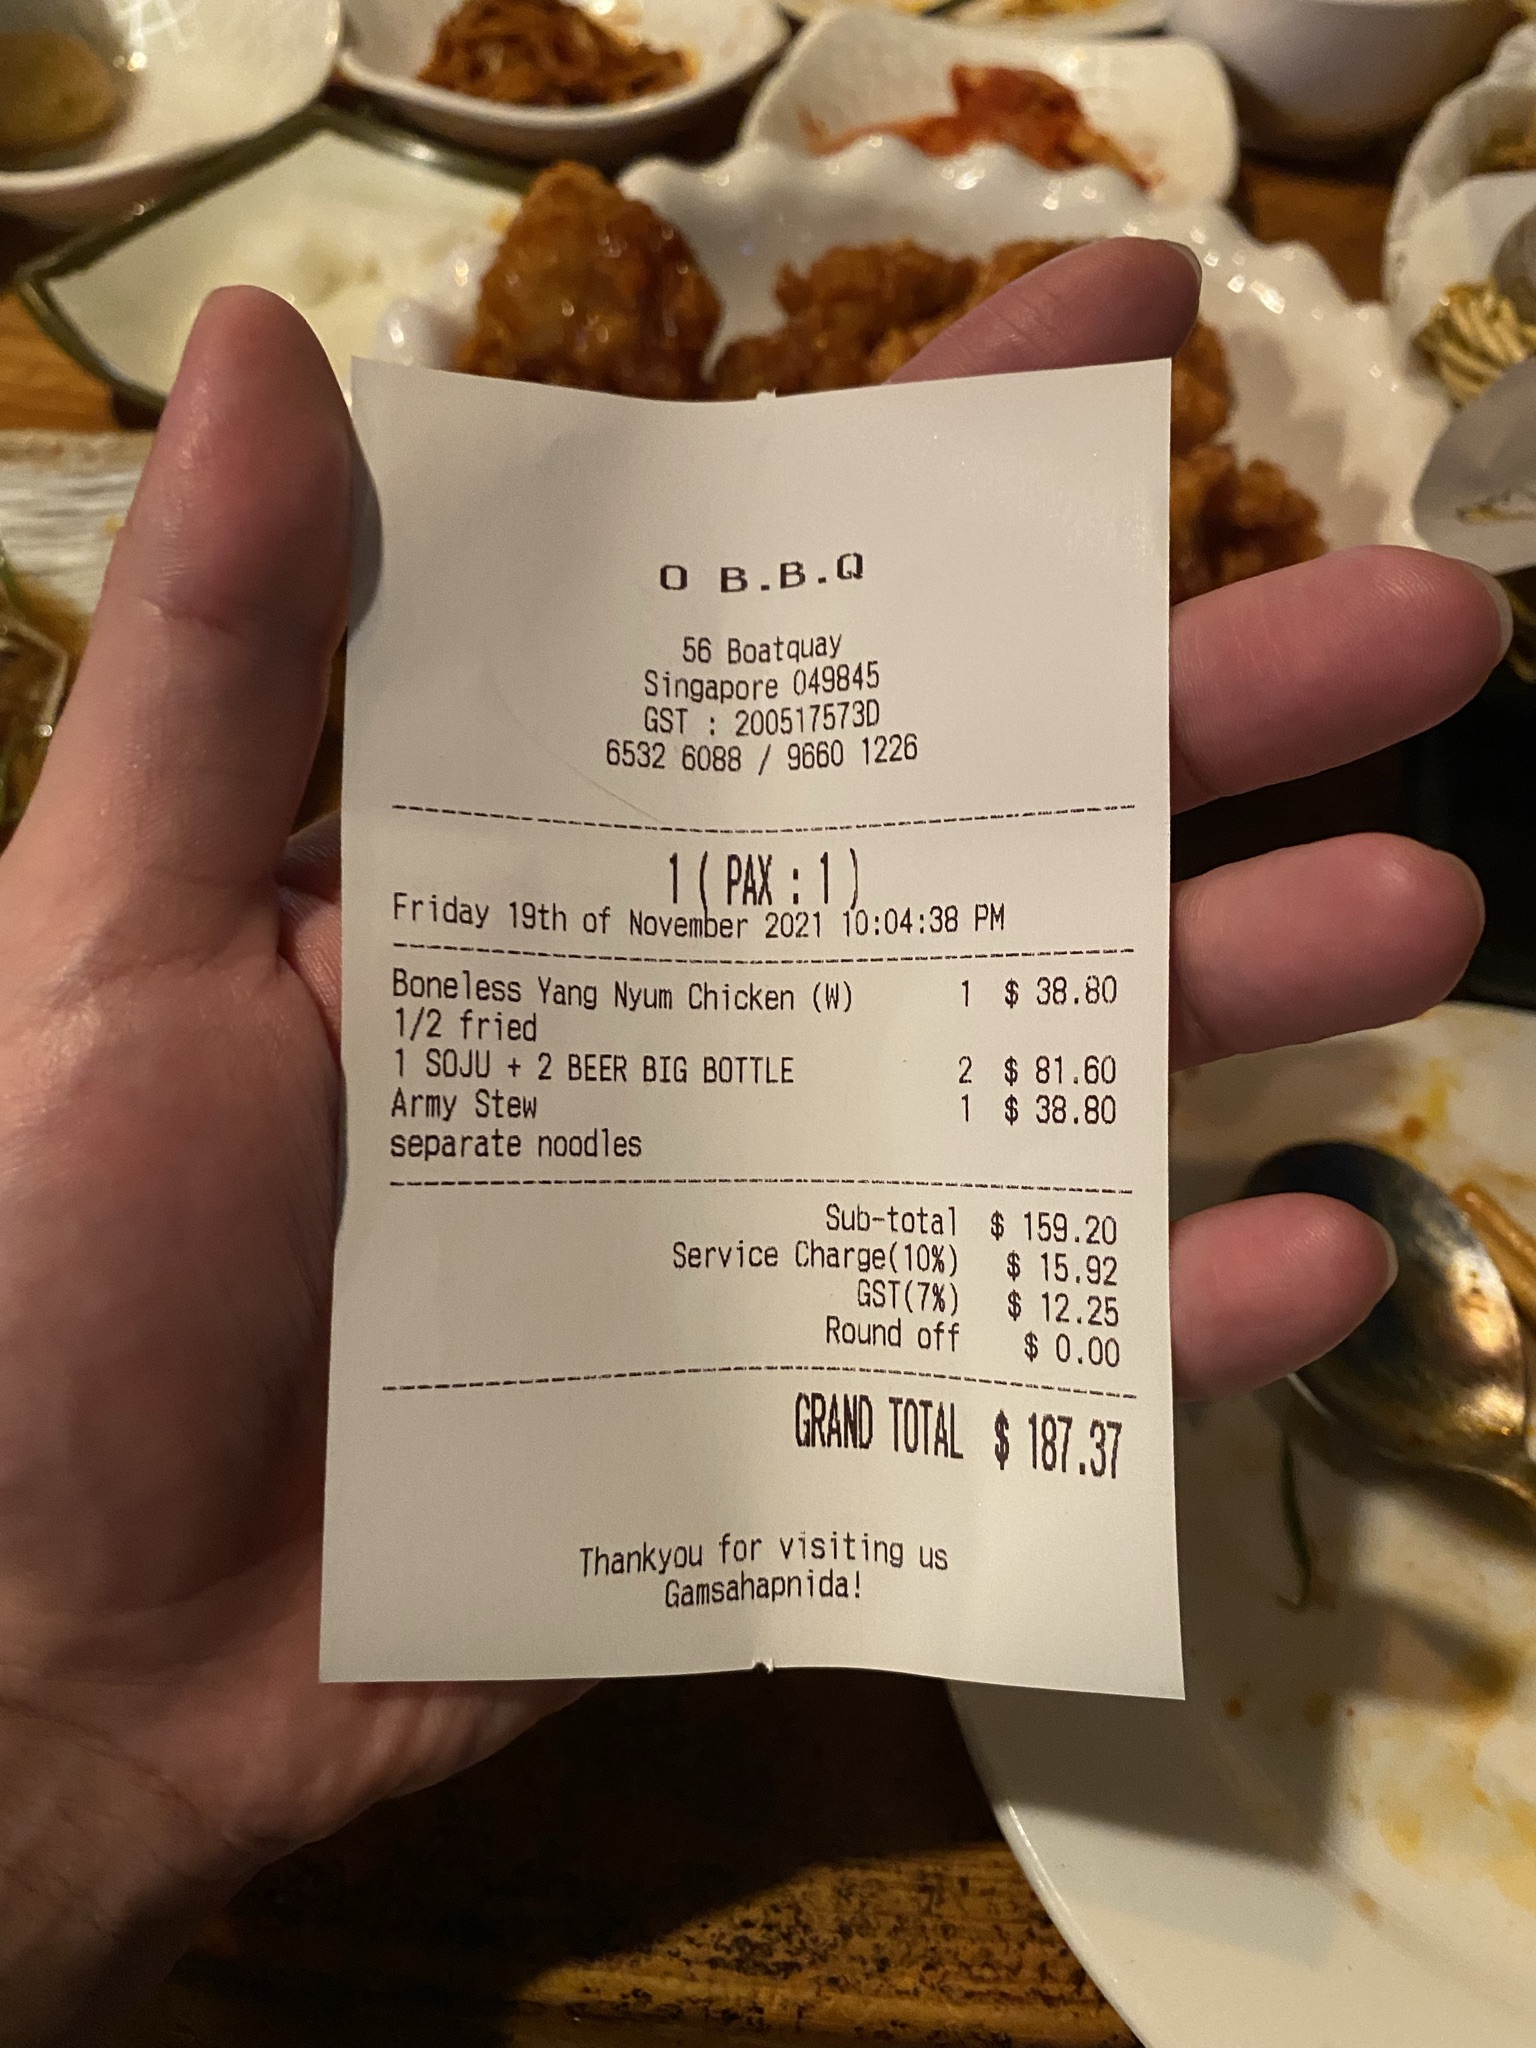 O B.B.Q
56 Boatquay
Singapore 049845
GST : 200517573D
6532 6088 / 9660 1226
1 ( PAX : 1 )
Friday 19th of November 2021 10:04:38 PM
Boneless Yang Nyum Chicken (W) 1 $ 38.80
1/2 fried
1 SOJU + 2 BEER BIG BOTTLE 2 $ 81.60
Army Stew 1 $ 38.80
separate noodles
Sub-total $ 159.20
Service Charge(10%) $ 15.92
GST(7%) $ 12.25
Round off $ 0.00
GRAND TOTAL $ 187.37
Thankyou for visiting us
Gamsahapnida!